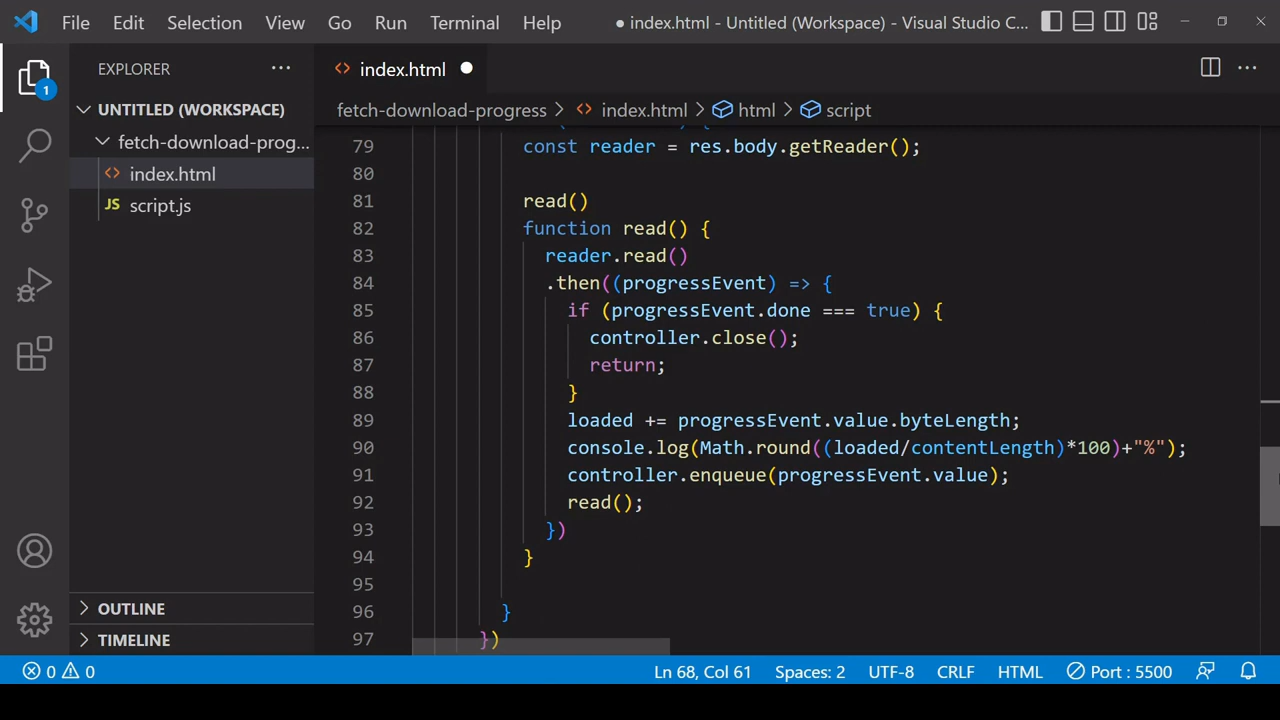 File Edit Selection View Go Run Terminal Help ● index.html - Untitled (Workspace) - Visual Studio C...
EXPLORER ...
index.html
1
UNTITLED (WORKSPACE)
fetch-download-progress > index.html > html > script
fetch-download-prog...
index.html
JS script.js
79 const reader = res.body.getReader();
80
81 read()
82 function read() {
83 reader.read()
84 .then((progressEvent) => {
85 if (progressEvent.done === true) {
86 controller.close();
87 return;
88 }
89 loaded += progressEvent.value.byteLength;
90 console.log(Math.round((loaded/contentLength)*100)+"%");
91 controller.enqueue(progressEvent.value);
92 read();
93 })
94 }
95
96 }
97 })
OUTLINE
TIMELINE
0 0 Ln 68, Col 61 Spaces: 2 UTF-8 CRLF HTML Port : 5500